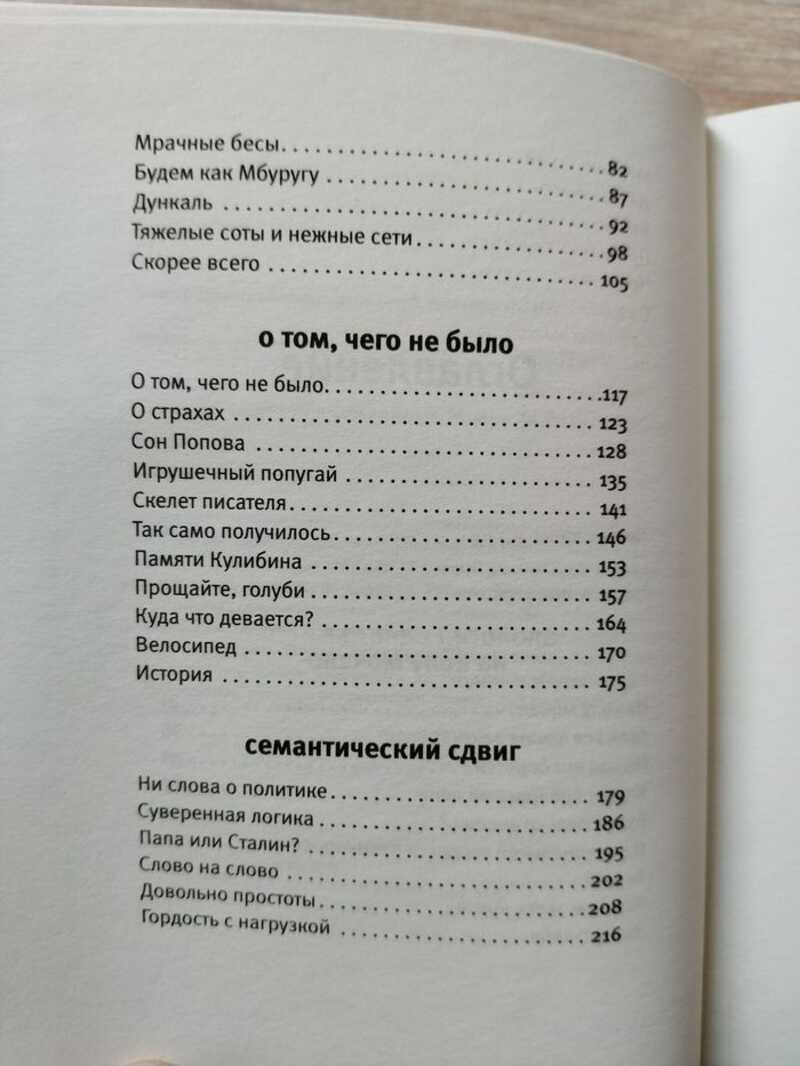 Мрачные бесы. . . . . . . . . . . . . . . . . . . . . . . . . . . . . . 82
Будем как Мбуругу . . . . . . . . . . . . . . . . . . . . . . . . . . 87
Дункаль . . . . . . . . . . . . . . . . . . . . . . . . . . . . . . . . . . . 92
Тяжелые соты и нежные сети . . . . . . . . . . . . . . . . . . 98
Скорее всего . . . . . . . . . . . . . . . . . . . . . . . . . . . . . . 105
о том, чего не было
О том, чего не было. . . . . . . . . . . . . . . . . . . . . . . . . .117
О страхах . . . . . . . . . . . . . . . . . . . . . . . . . . . . . . . . . 123
Сон Попова . . . . . . . . . . . . . . . . . . . . . . . . . . . . . . . 128
Игрушечный попугай . . . . . . . . . . . . . . . . . . . . . . . 135
Скелет писателя. . . . . . . . . . . . . . . . . . . . . . . . . . . . 141
Так само получилось. . . . . . . . . . . . . . . . . . . . . . . . 146
Памяти Кулибина . . . . . . . . . . . . . . . . . . . . . . . . . . 153
Прощайте, голуби . . . . . . . . . . . . . . . . . . . . . . . . . . 157
Куда что девается? . . . . . . . . . . . . . . . . . . . . . . . . . 164
Велосипед . . . . . . . . . . . . . . . . . . . . . . . . . . . . . . . . 170
История . . . . . . . . . . . . . . . . . . . . . . . . . . . . . . . . . . 175
семантический сдвиг
Ни слова о политике. . . . . . . . . . . . . . . . . . . . . . . . 179
Суверенная логика . . . . . . . . . . . . . . . . . . . . . . . . . 186
Папа или Сталин? . . . . . . . . . . . . . . . . . . . . . . . . . . 195
Слово на слово . . . . . . . . . . . . . . . . . . . . . . . . . . . . 202
Довольно простоты. . . . . . . . . . . . . . . . . . . . . . . . . 208
Гордость с нагрузкой . . . . . . . . . . . . . . . . . . . . . . . 216